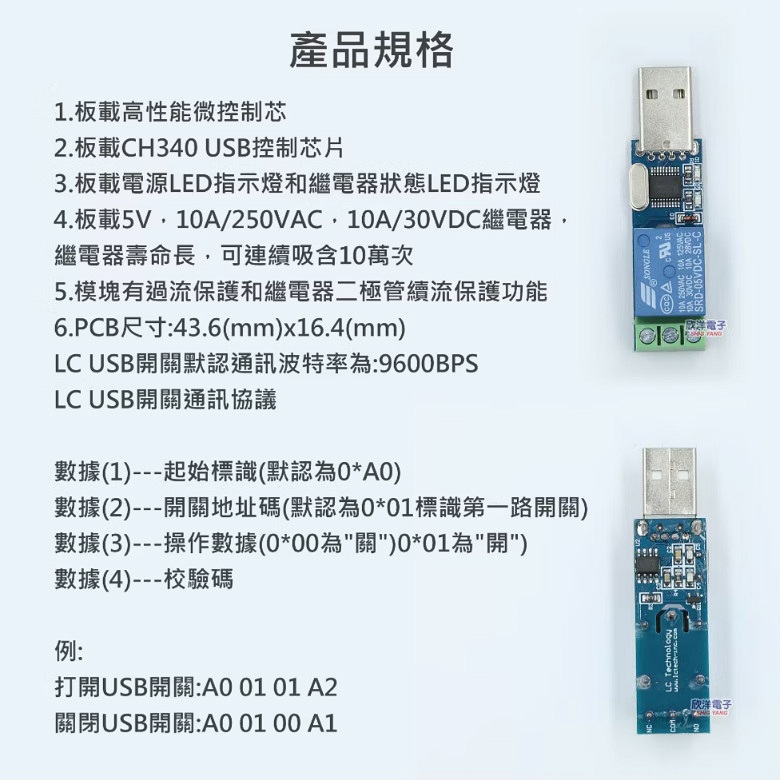 產品規格
1.板載高性能微控制芯
2.板載CH340 USB控制芯片
3.板載電源LED指示燈和繼電器狀態LED指示燈
4.板載5V,10A/250VAC,10A/30VDC繼電器,
繼電器壽命長,可連續吸含10萬次
5.模塊有過流保護和繼電器二極管續流保護功能
6.PCB尺寸:43.6(mm)x16.4(mm)
LC USB開關默認通訊波特率為:9600BPS
LC USB開關通訊協議
數據(1)---起始標識(默認為0*A0)
數據(2)---開關地址碼(默認為0*01標識第一路開關)
數據(3)---操作數據(0*00為"關")0*01為"開")
數據(4)---校驗碼
例:
打開USB開關:A0 01 01 A2
關閉USB開關:A0 01 00 A1
SONGLE
10A 250VAC 10A 125VAC
10A 30VDC 10A 28VDC
SRD-05VDC-SL-C
欣洋電子
SHIN YANG
LC Technology
www.lctech-inc.com
欣洋電子
SHIN YANG
NC
COM
NO